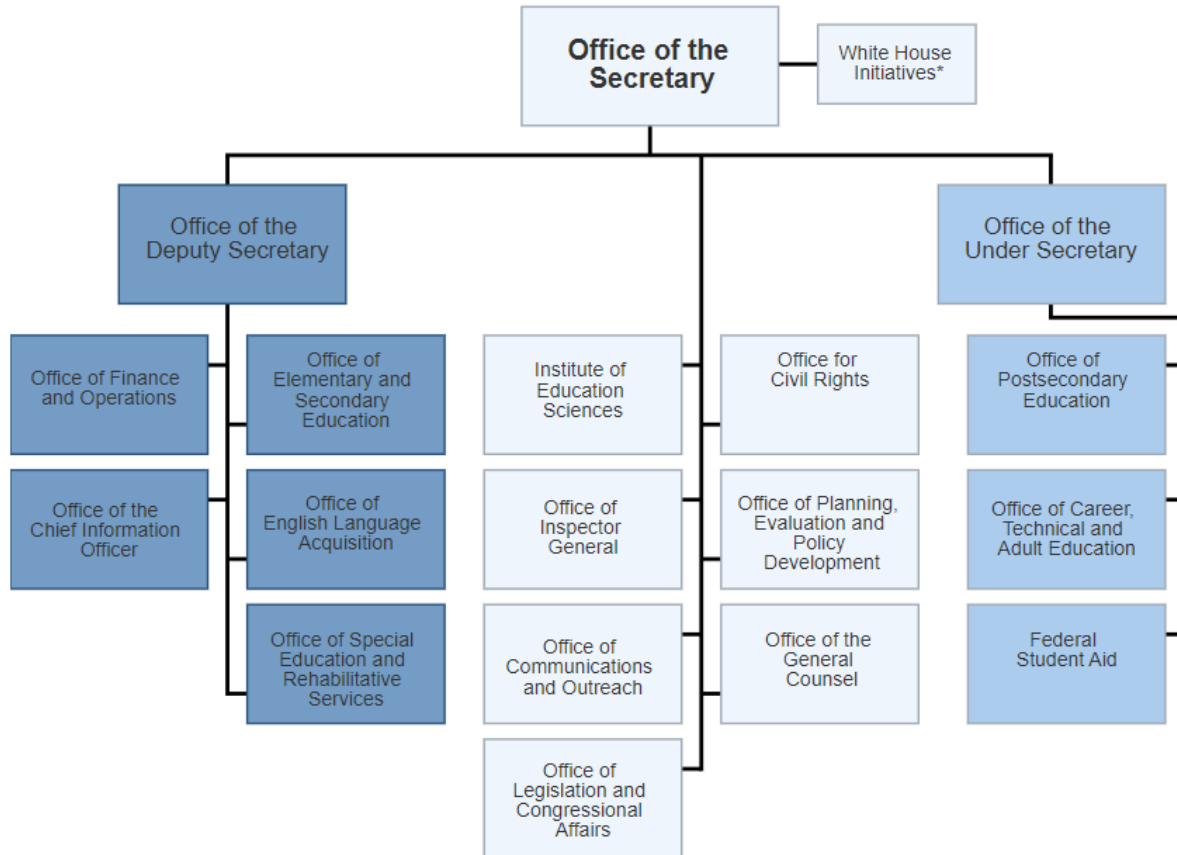 Office of the
Secretary
White House
Initiatives*
Office of the
Deputy Secretary
Office of the
Under Secretary
Office of Finance
and Operations
Office of
Elementary and
Secondary
Education
Institute of
Education
Sciences
Office for
Civil Rights
Office of
Postsecondary
Education
Office of the
Chief Information
Officer
Office of
English Language
Acquisition
Office of
Inspector
General
Office of Planning,
Evaluation and
Policy
Development
Office of Career,
Technical and
Adult Education
Office of Special
Education and
Rehabilitative
Services
Office of
Communications
and Outreach
Office of the
General
Counsel
Federal
Student Aid
Office of
Legislation and
Congressional
Affairs